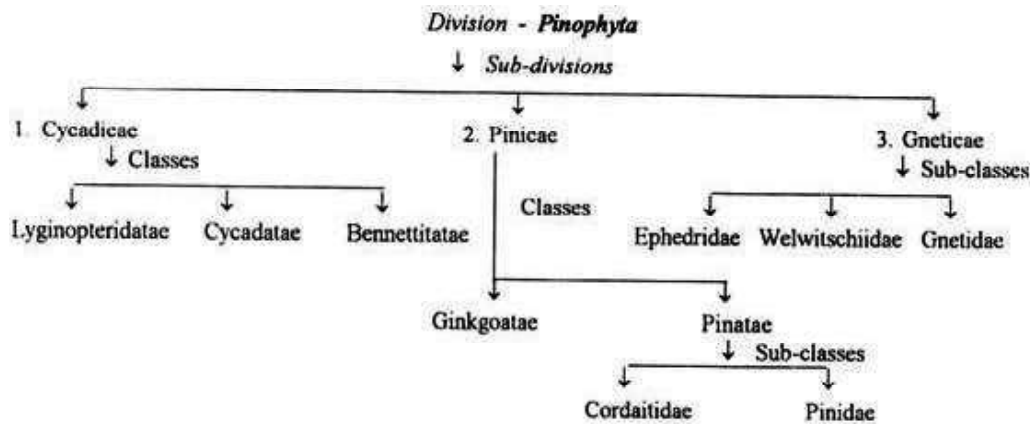 Division - Pinophyta
Sub-divisions
1. Cycadicae
2. Pinicae
3. Gneticae
Classes
Sub-classes
Lyginopteridatae Cycadatae Bennettitatae
Classes
Ephedridae Welwitschiidae Gnetidae
Ginkgoatae Pinatae
Sub-classes
Cordaitidae Pinidae